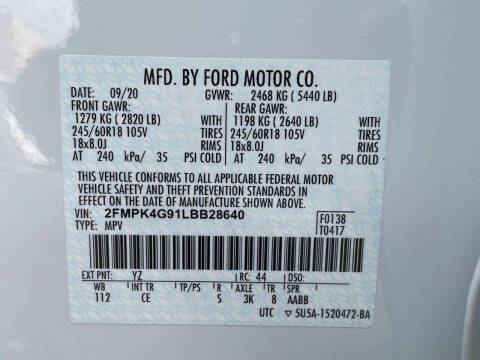 MFD. BY FORD MOTOR CO.
DATE: 09/20 GVWR: 2468 KG ( 5440 LB)
FRONT GAWR: REAR GAWR:
1279 KG ( 2820 LB) 1198 KG ( 2640 LB)
245/60R18 105V TIRES 245/60R18 105V TIRES
18x8.0J RIMS 18x8.0J RIMS
AT 240 kPa/ 35 PSI COLD AT 240 kPa/ 35 PSI COLD
THIS VEHICLE CONFORMS TO ALL APPLICABLE FEDERAL MOTOR
VEHICLE SAFETY AND THEFT PREVENTION STANDARDS IN
EFFECT ON THE DATE OF MANUFACTURE SHOWN ABOVE.
VIN: 2FMPK4G91LBB28640 F0138
TYPE: MPV T0417
EXT PNT: YZ RC: 44 DSO:
WB INT TR TP/PS R AXLE TR SPR
112 CE S 3K 8 AABB
UTC ▽5U5A-1520472-BA